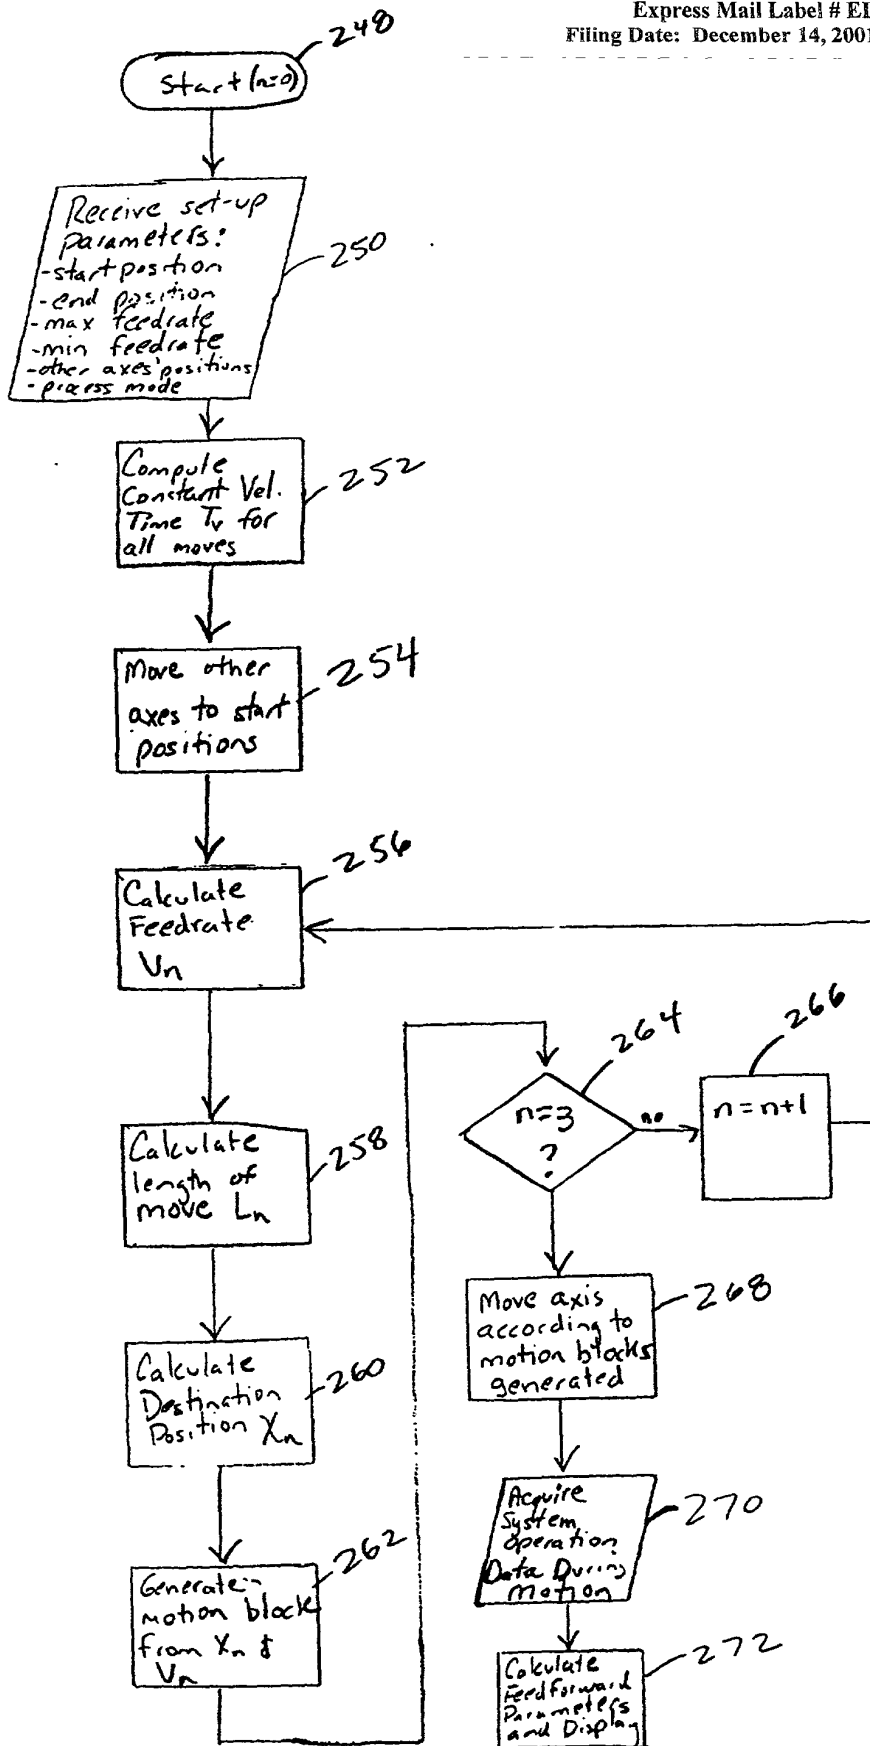 Express Mail Label # EL
Filing Date: December 14, 2001
248
Start (n=0)
Receive set-up
parameters:
-start position
-end position
-max feedrate
-min feedrate
-other axes' positions
-process mode
250
Compute
Constant Vel.
Time Tv for
all moves
252
Move other
axes to start
positions
254
Calculate
Feedrate
Vn
256
Calculate
length of
move Ln
258
Calculate
Destination
Position Xn
260
Generate
motion block
from Xn &
Vn
262
n=3
?
264
no
n=n+1
266
Move axis
according to
motion blocks
generated
268
Acquire
System
operation
Data During
Motion
270
Calculate
Feedforward
Parameters
and Display
272